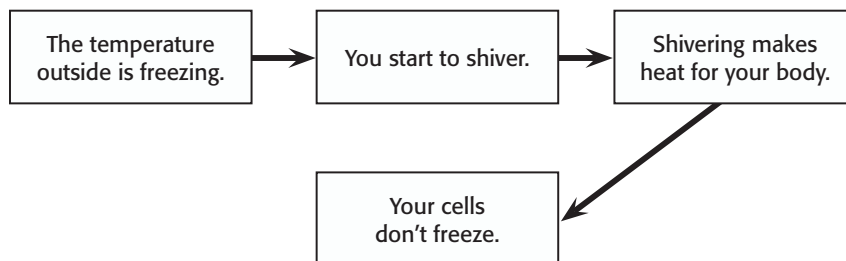 The temperature
outside is freezing.
You start to shiver.
Shivering makes
heat for your body.
Your cells
don’t freeze.